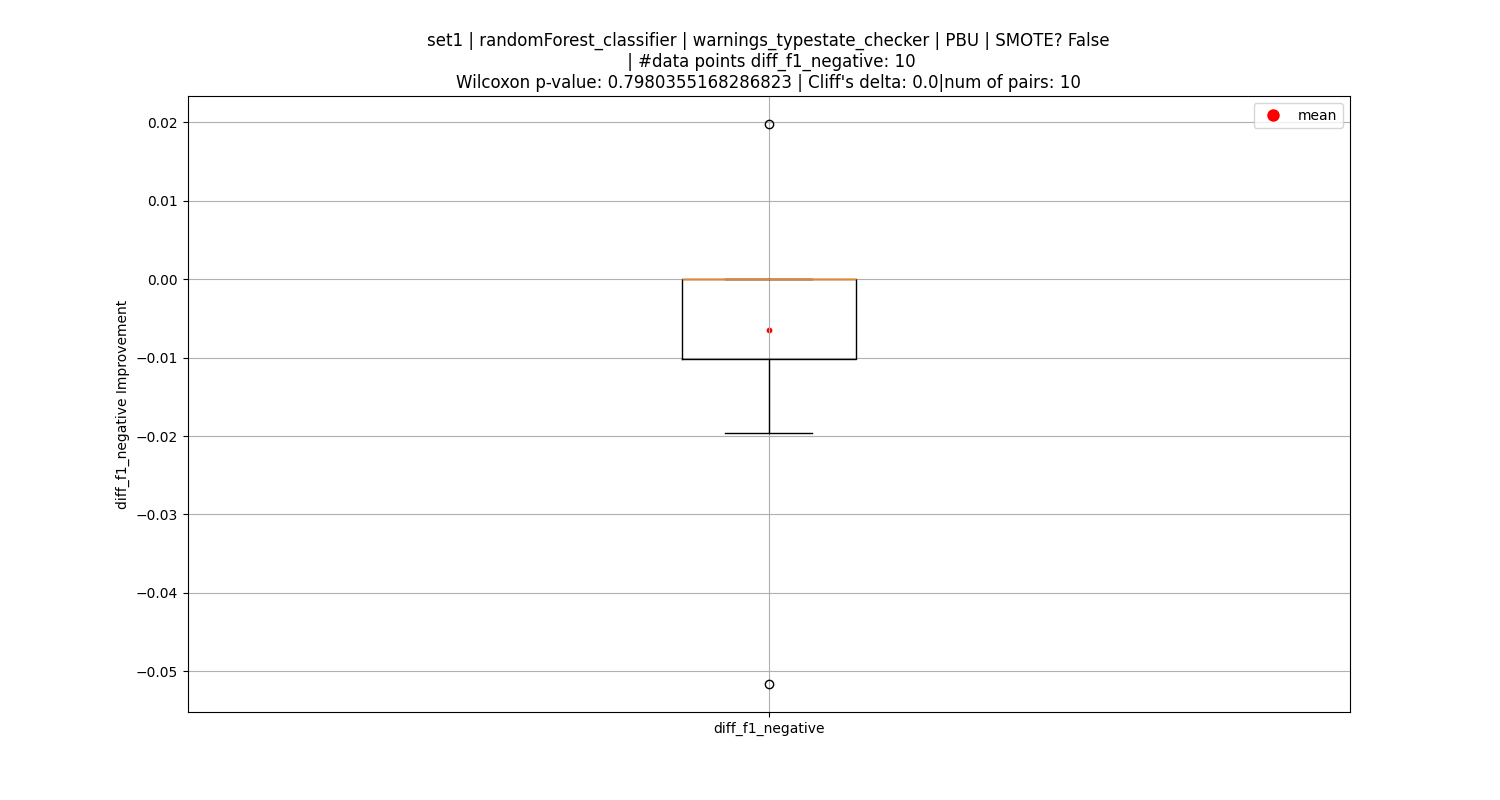 set1 | randomForest_classifier | warnings_typestate_checker | PBU | SMOTE? False
| #data points diff_f1_negative: 10
Wilcoxon p-value: 0.7980355168286823 | Cliff's delta: 0.0|num of pairs: 10
mean
0.02
0.01
0.00
−0.01
−0.02
−0.03
−0.04
−0.05
diff_f1_negative Improvement
diff_f1_negative